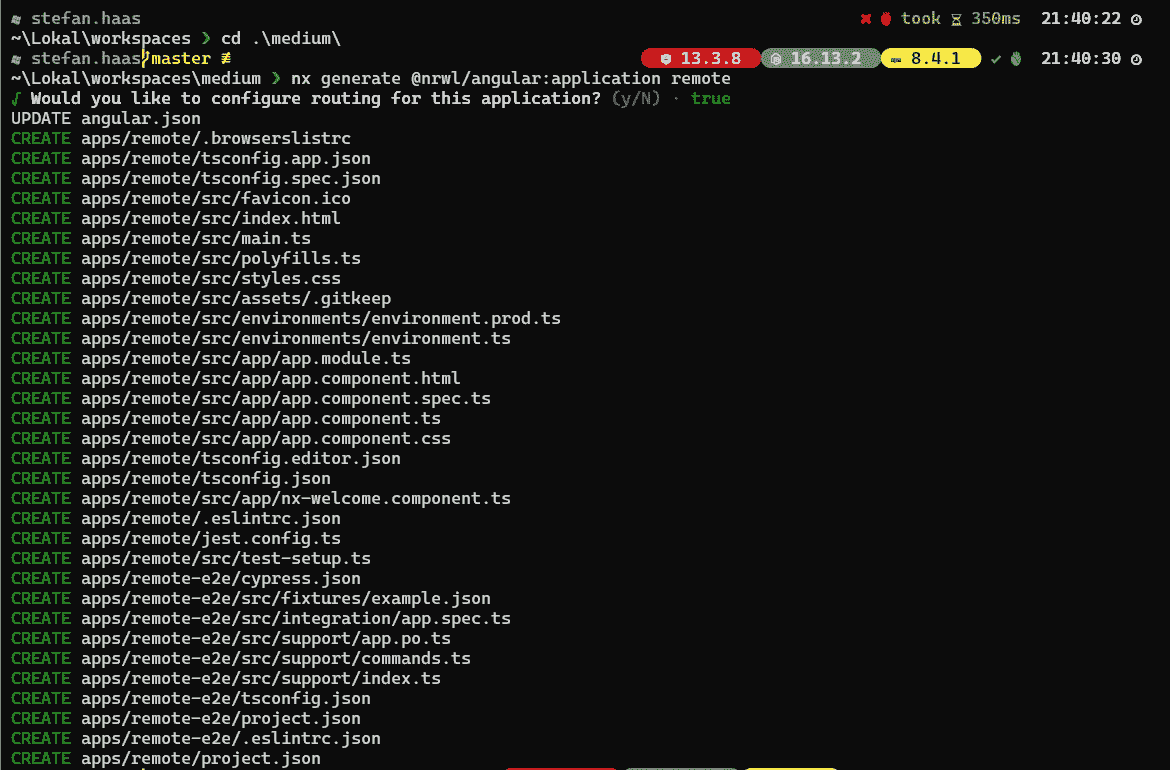 stefan.haas took 350ms 21:40:22
~\Lokal\workspaces ❯ cd .\medium\
stefan.haas master ≢ 13.3.8 16.13.2 8.4.1 ✓ 21:40:30
~\Lokal\workspaces\medium ❯ nx generate @nrwl/angular:application remote
√ Would you like to configure routing for this application? (y/N) · true
UPDATE angular.json
CREATE apps/remote/.browserslistrc
CREATE apps/remote/tsconfig.app.json
CREATE apps/remote/tsconfig.spec.json
CREATE apps/remote/src/favicon.ico
CREATE apps/remote/src/index.html
CREATE apps/remote/src/main.ts
CREATE apps/remote/src/polyfills.ts
CREATE apps/remote/src/styles.css
CREATE apps/remote/src/assets/.gitkeep
CREATE apps/remote/src/environments/environment.prod.ts
CREATE apps/remote/src/environments/environment.ts
CREATE apps/remote/src/app/app.module.ts
CREATE apps/remote/src/app/app.component.html
CREATE apps/remote/src/app/app.component.spec.ts
CREATE apps/remote/src/app/app.component.ts
CREATE apps/remote/src/app/app.component.css
CREATE apps/remote/tsconfig.editor.json
CREATE apps/remote/tsconfig.json
CREATE apps/remote/src/app/nx-welcome.component.ts
CREATE apps/remote/.eslintrc.json
CREATE apps/remote/jest.config.ts
CREATE apps/remote/src/test-setup.ts
CREATE apps/remote-e2e/cypress.json
CREATE apps/remote-e2e/src/fixtures/example.json
CREATE apps/remote-e2e/src/integration/app.spec.ts
CREATE apps/remote-e2e/src/support/app.po.ts
CREATE apps/remote-e2e/src/support/commands.ts
CREATE apps/remote-e2e/src/support/index.ts
CREATE apps/remote-e2e/tsconfig.json
CREATE apps/remote-e2e/project.json
CREATE apps/remote-e2e/.eslintrc.json
CREATE apps/remote/project.json